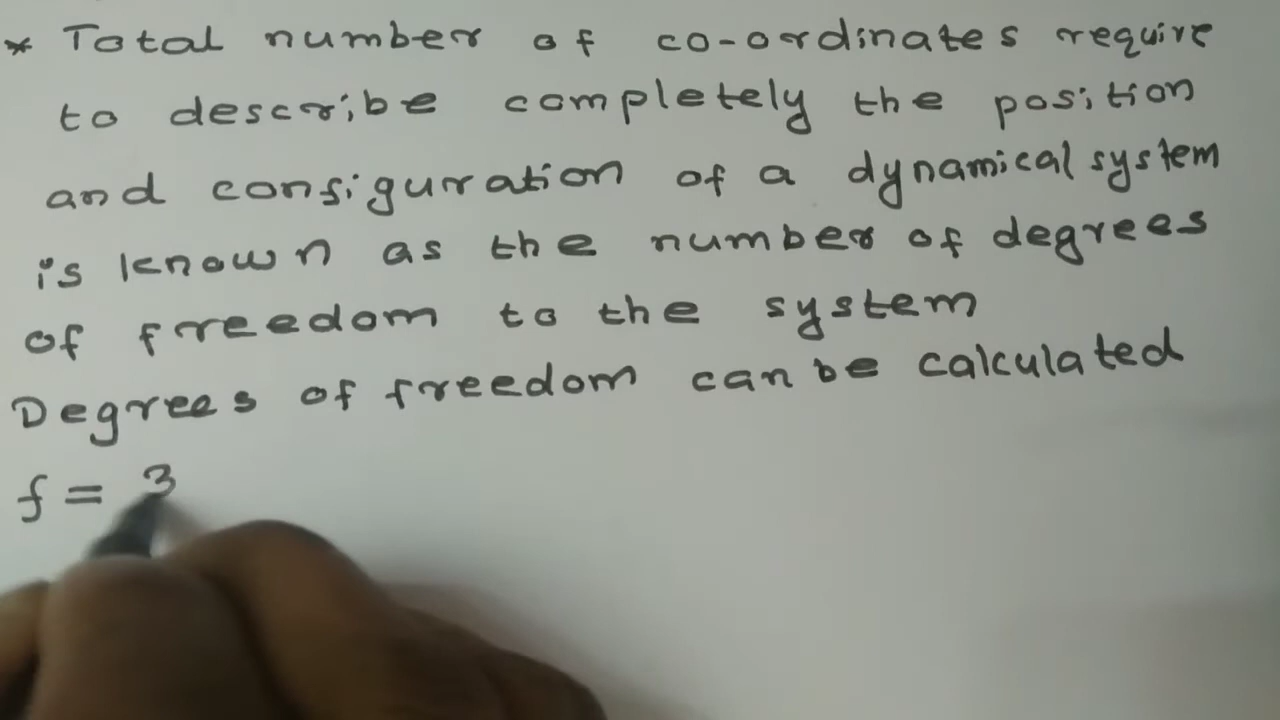 * Total number of co-ordinates require
to describe completely the position
and configuration of a dynamical system
is known as the number of degrees
of freedom to the system
Degrees of freedom can be calculated
f = 3